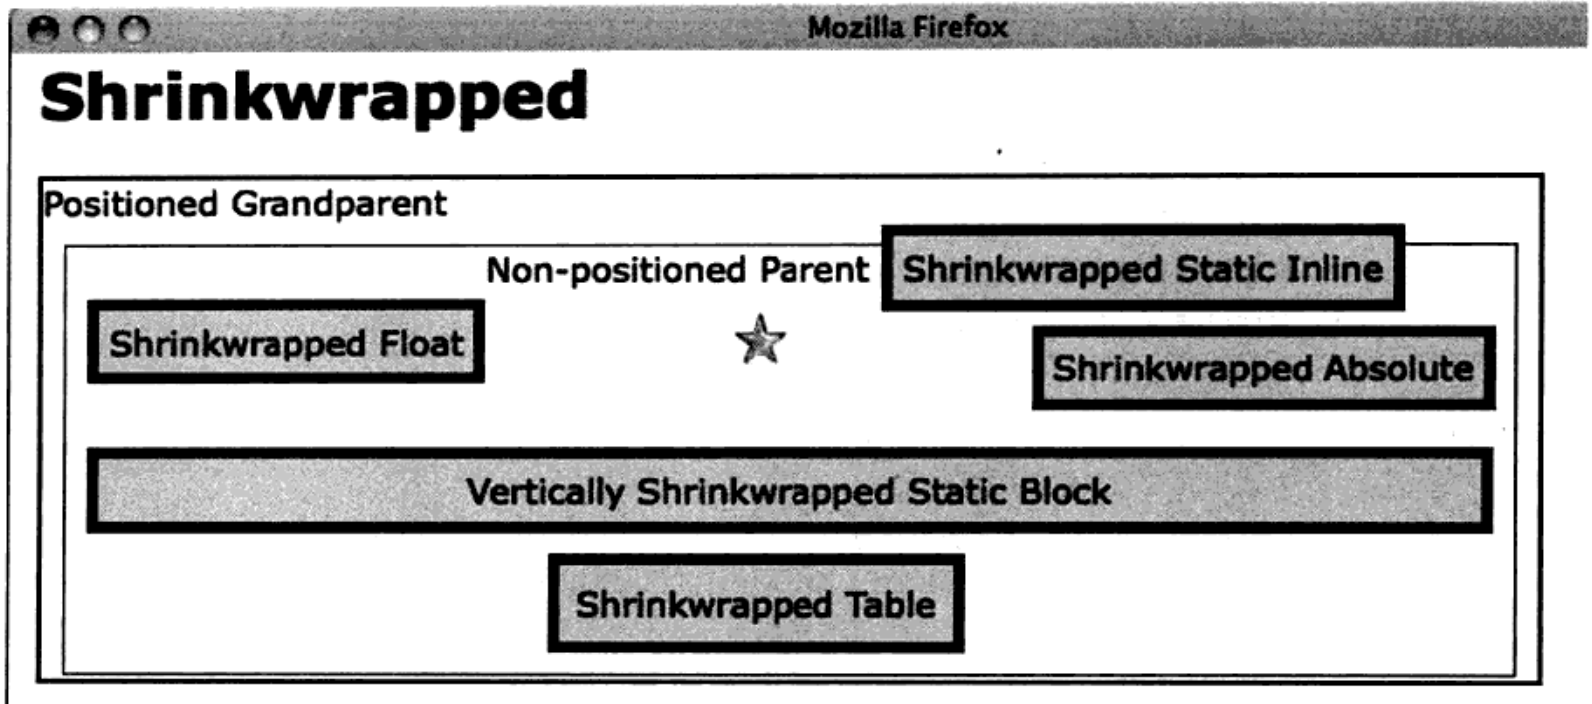 Mozilla Firefox
Shrinkwrapped
Positioned Grandparent
Non-positioned Parent Shrinkwrapped Static Inline
Shrinkwrapped Float
Shrinkwrapped Absolute
Vertically Shrinkwrapped Static Block
Shrinkwrapped Table